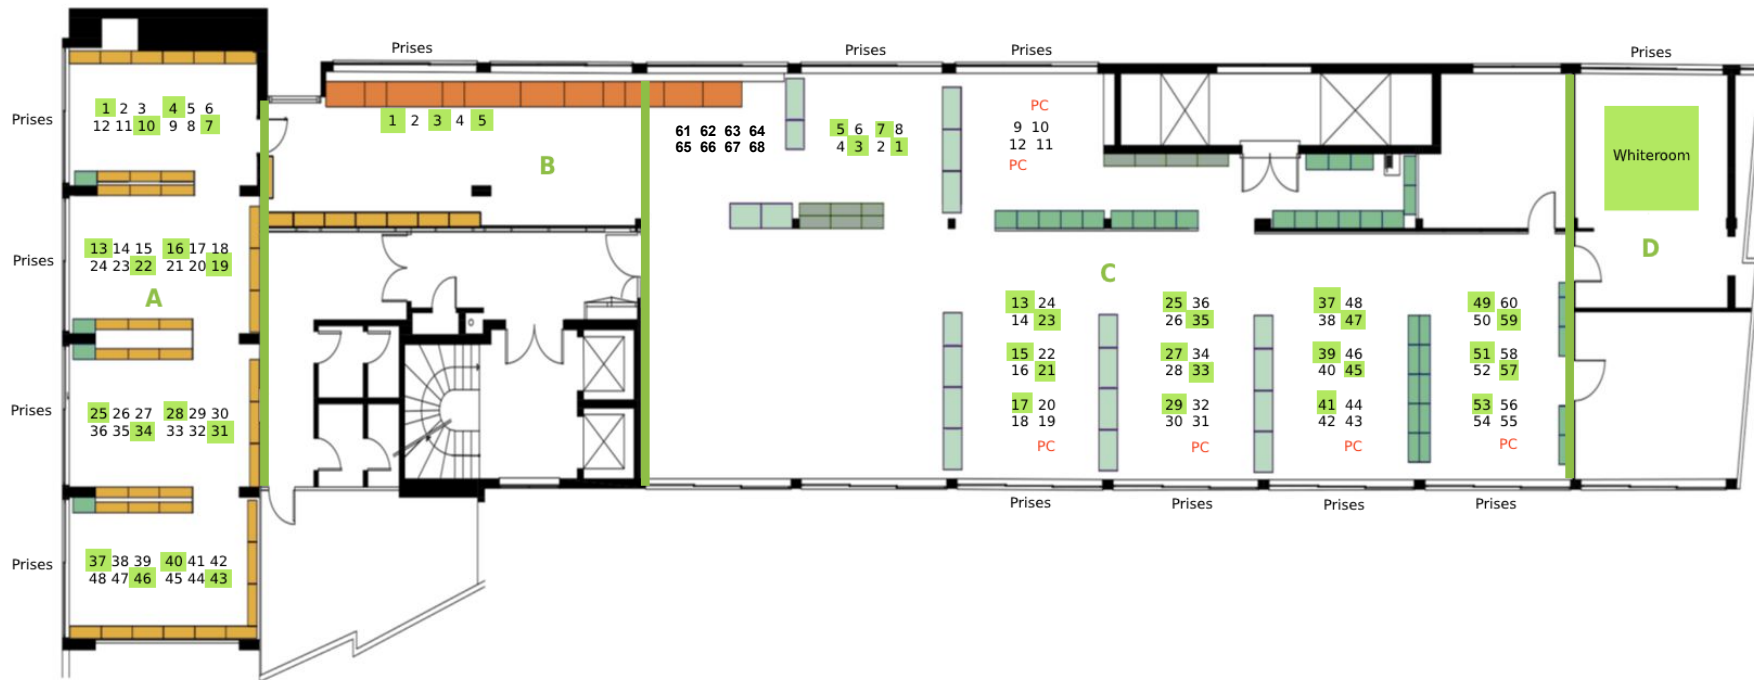 Prises
Prises
Prises
Prises
Prises
1 2 3 4 5 6
12 11 10 9 8 7
Prises
13 14 15 16 17 18
24 23 22 21 20 19
Prises
A
25 26 27 28 29 30
36 35 34 33 32 31
Prises
37 38 39 40 41 42
48 47 46 45 44 43
Prises
1 2 3 4 5
B
61 62 63 64
65 66 67 68
5 6 7 8
4 3 2 1
PC
9 10
12 11
PC
C
13 24
14 23
15 22
16 21
17 20
18 19
PC
25 36
26 35
27 34
28 33
29 32
30 31
PC
37 48
38 47
39 46
40 45
41 44
42 43
PC
49 60
50 59
51 58
52 57
53 56
54 55
PC
Prises
Prises
Prises
Prises
Whiteroom
D